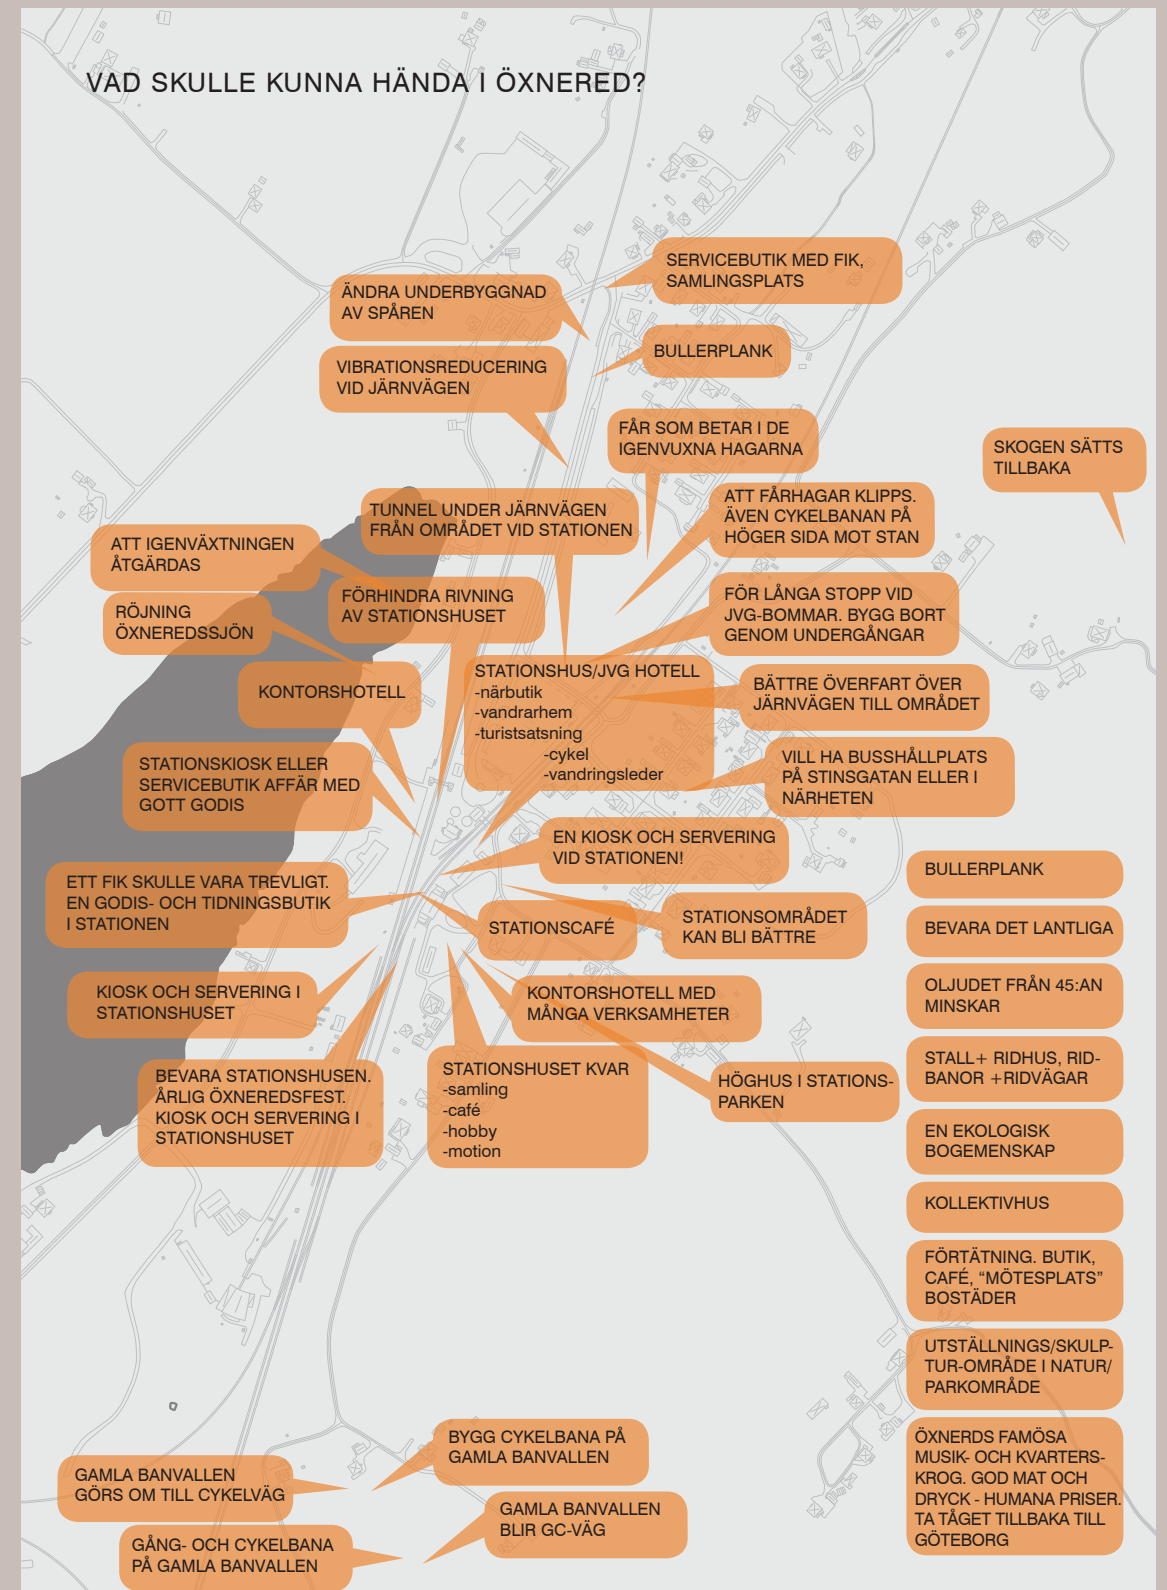 VAD SKULLE KUNNA HÄNDA I ÖXNERED?
SERVICEBUTIK MED FIK,
SAMLINGSPLATS
ÄNDRA UNDERBYGGNAD
AV SPÅREN
BULLERPLANK
VIBRATIONSREDUCERING
VID JÄRNVÄGEN
FÅR SOM BETAR I DE
IGENVUXNA HAGARNA
SKOGEN SÄTTS
TILLBAKA
TUNNEL UNDER JÄRNVÄGEN
FRÅN OMRÅDET VID STATIONEN
ATT FÅRHAGAR KLIPPS.
ÄVEN CYKELBANAN PÅ
HÖGER SIDA MOT STAN
ATT IGENVÄXTNINGEN
ÅTGÄRDAS
FÖRHINDRA RIVNING
AV STATIONSHUSET
FÖR LÅNGA STOPP VID
JVG-BOMMAR. BYGG BORT
GENOM UNDERGÅNGAR
RÖJNING
ÖXNEREDSSJÖN
KONTORSHOTELL
STATIONSHUS/JVG HOTELL
-närbutik
-vandrarhem
-turistsatsning
-cykel
-vandringsleder
BÄTTRE ÖVERFART ÖVER
JÄRNVÄGEN TILL OMRÅDET
STATIONSKIOSK ELLER
SERVICEBUTIK AFFÄR MED
GOTT GODIS
VILL HA BUSSHÅLLPLATS
PÅ STINSGATAN ELLER I
NÄRHETEN
EN KIOSK OCH SERVERING
VID STATIONEN!
ETT FIK SKULLE VARA TREVLIGT.
EN GODIS- OCH TIDNINGSBUTIK
I STATIONEN
STATIONSCAFÉ
STATIONSOMRÅDET
KAN BLI BÄTTRE
KIOSK OCH SERVERING I
STATIONSHUSET
KONTORSHOTELL MED
MÅNGA VERKSAMHETER
BEVARA STATIONSHUSEN.
ÅRLIG ÖXNEREDSFEST.
KIOSK OCH SERVERING I
STATIONSHUSET
STATIONSHUSET KVAR
-samling
-café
-hobby
-motion
HÖGHUS I STATIONS-
PARKEN
BULLERPLANK
BEVARA DET LANTLIGA
OLJUDET FRÅN 45:AN
MINSKAR
STALL+ RIDHUS, RID-
BANOR +RIDVÄGAR
EN EKOLOGISK
BOGEMENSKAP
KOLLEKTIVHUS
FÖRTÄTNING. BUTIK,
CAFÉ, “MÖTESPLATS”
BOSTÄDER
UTSTÄLLNINGS/SKULP-
TUR-OMRÅDE I NATUR/
PARKOMRÅDE
ÖXNERDS FAMÖSA
MUSIK- OCH KVARTERS-
KROG. GOD MAT OCH
DRYCK - HUMANA PRISER.
TA TÅGET TILLBAKA TILL
GÖTEBORG
BYGG CYKELBANA PÅ
GAMLA BANVALLEN
GAMLA BANVALLEN
GÖRS OM TILL CYKELVÄG
GAMLA BANVALLEN
BLIR GC-VÄG
GÅNG- OCH CYKELBANA
PÅ GAMLA BANVALLEN